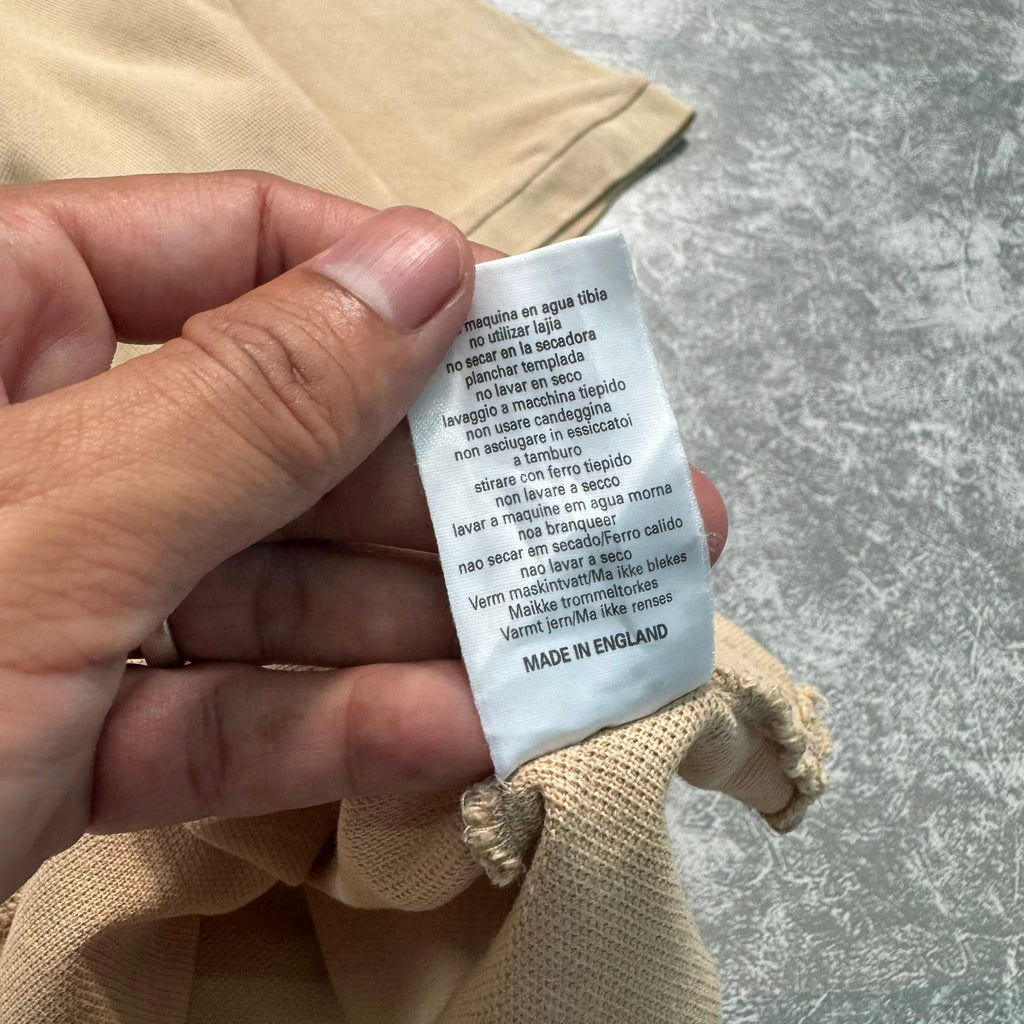 maquina en agua tibia
no utilizar lajia
no secar en la secadora
planchar templada
no lavar en seco
lavaggio a macchina tiepido
non usare candeggina
non asciugare in essiccatoi
a tamburo
stirare con ferro tiepido
non lavare a secco
lavar a maquine em agua morna
noa branqueer
nao secar em secado/Ferro calido
nao lavar a seco
Verm maskintvatt/Ma ikke blekes
Maikke trommeltorkes
Varmt jern/Ma ikke renses
MADE IN ENGLAND